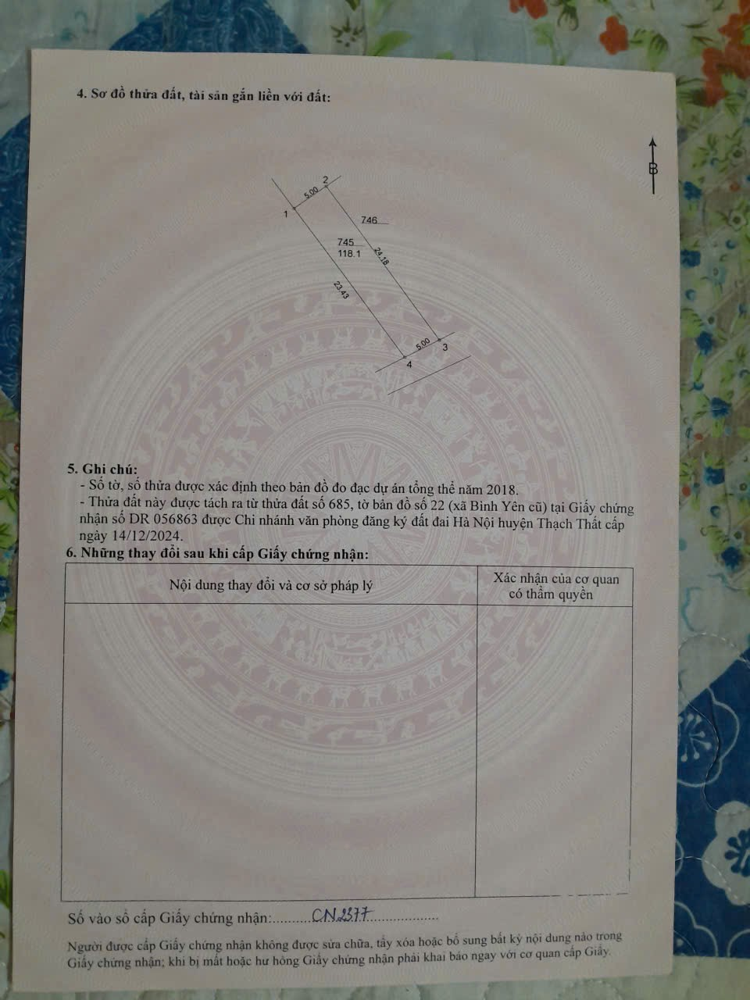 4. Sơ đồ thửa đất, tài sản gắn liền với đất:
B
2
5.00
1
746
745
118.1
24.18
23.43
5.00
3
4
5. Ghi chú:
- Số tờ, số thửa được xác định theo bản đồ đo đạc dự án tổng thể năm 2018.
- Thửa đất này được tách ra từ thửa đất số 685, tờ bản đồ số 22 (xã Bình Yên cũ) tại Giấy chứng
nhận số DR 056863 được Chi nhánh văn phòng đăng ký đất đai Hà Nội huyện Thạch Thất cấp
ngày 14/12/2024.
6. Những thay đổi sau khi cấp Giấy chứng nhận:
Nội dung thay đổi và cơ sở pháp lý
Xác nhận của cơ quan
có thẩm quyền
Số vào sổ cấp Giấy chứng nhận:..........CN2377..................
Người được cấp Giấy chứng nhận không được sửa chữa, tẩy xóa hoặc bổ sung bất kỳ nội dung nào trong
Giấy chứng nhận; khi bị mất hoặc hư hỏng Giấy chứng nhận phải khai báo ngay với cơ quan cấp Giấy.